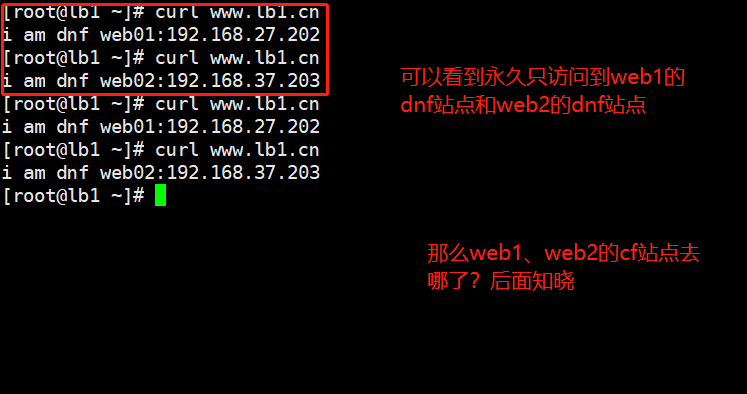 [root@lb1 ~]# curl www.lb1.cn
i am dnf web01:192.168.27.202
[root@lb1 ~]# curl www.lb1.cn
i am dnf web02:192.168.37.203
[root@lb1 ~]# curl www.lb1.cn
i am dnf web01:192.168.27.202
[root@lb1 ~]# curl www.lb1.cn
i am dnf web02:192.168.37.203
[root@lb1 ~]#
可以看到永久只访问到web1的
dnf站点和web2的dnf站点
那么web1、web2的cf站点去
哪了？后面知晓